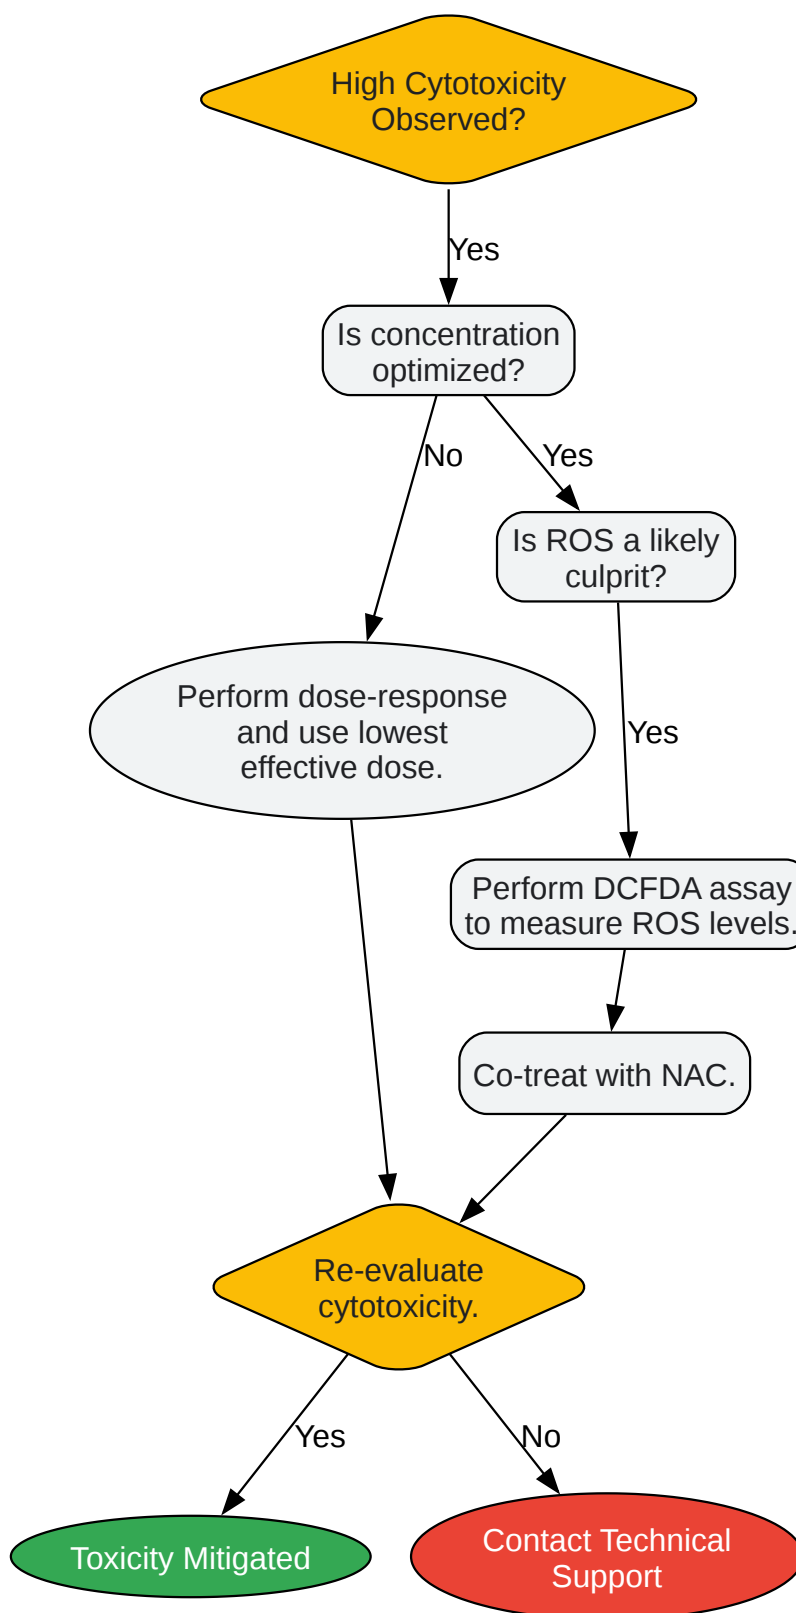 High Cytotoxicity
Observed?
Yes
Is concentration
optimized?
No
Yes
Is ROS a likely
culprit?
Perform dose-response
and use lowest
effective dose.
Yes
Perform DCFDA assay
to measure ROS levels.
Co-treat with NAC.
Re-evaluate
cytotoxicity.
Yes
No
Toxicity Mitigated
Contact Technical
Support